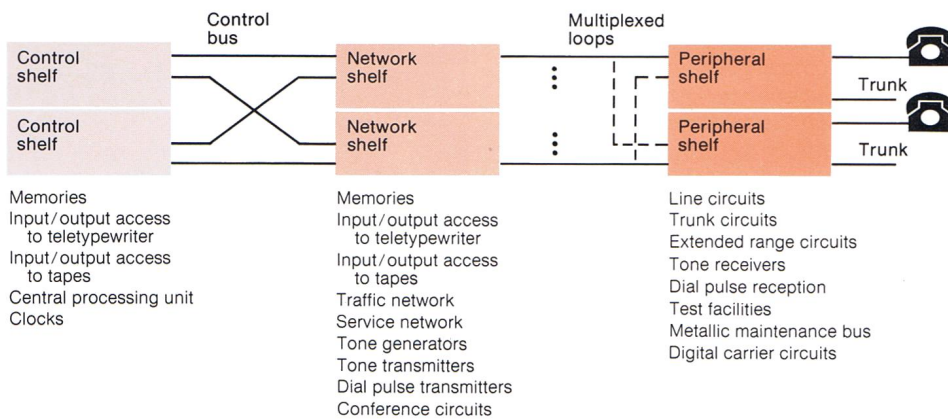 Control
bus
Multiplexed
loops
Control
shelf
Network
shelf
Peripheral
shelf
Trunk
Control
shelf
Network
shelf
Peripheral
shelf
Trunk
Memories
Input/output access
to teletypewriter
Input/output access
to tapes
Central processing unit
Clocks
Memories
Input/output access
to teletypewriter
Input/output access
to tapes
Traffic network
Service network
Tone generators
Tone transmitters
Dial pulse transmitters
Conference circuits
Line circuits
Trunk circuits
Extended range circuits
Tone receivers
Dial pulse reception
Test facilities
Metallic maintenance bus
Digital carrier circuits